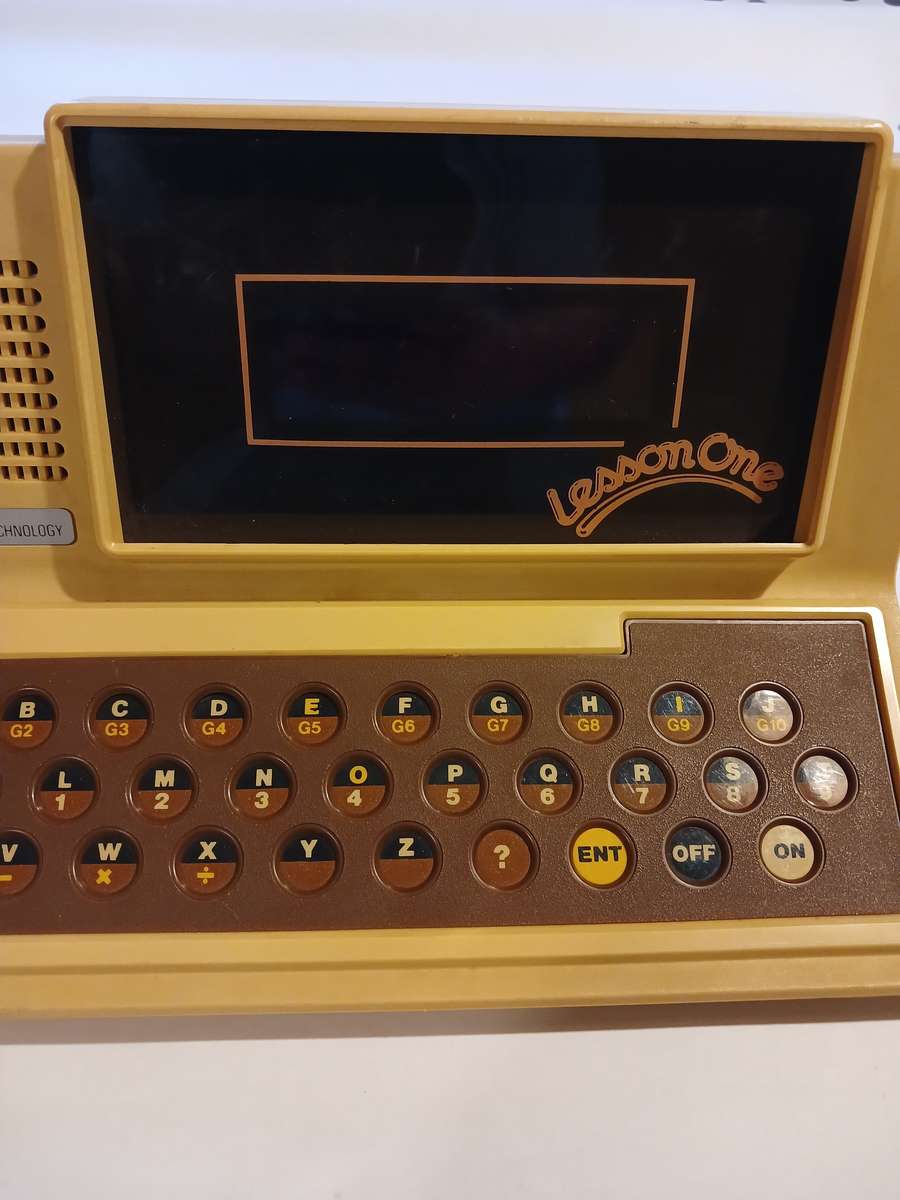 Lesson One
CHNOLOGY
B C D E F G H I J
G2 G3 G4 G5 G6 G7 G8 G9 G10
L M N O P Q R S
1 2 3 4 5 6 7 8
V W X Y Z ? ENT OFF ON
- × ÷